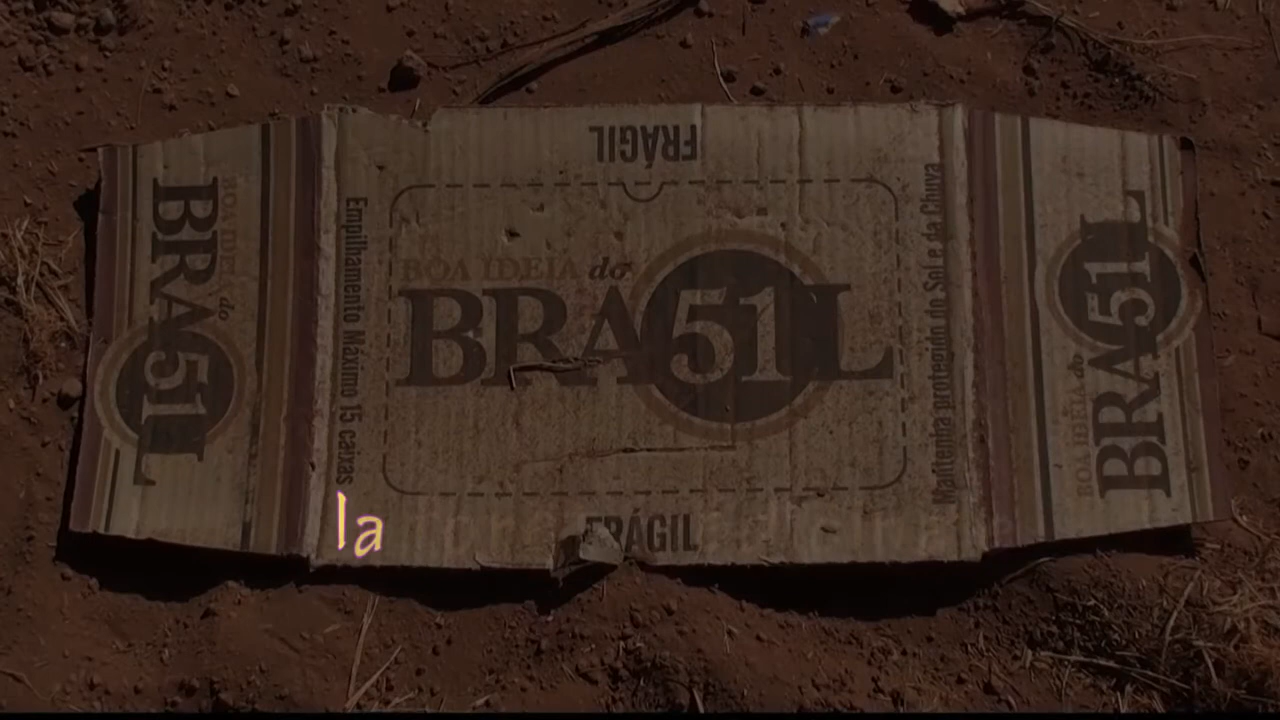 FRÁGIL
BOA IDEIA do
BRA51L
Empilhamento Máximo 15 caixas
BOA IDEIA do
BRA51L
Mantenha protegido do Sol e da Chuva
BOA IDEIA do
BRA51L
la
FRÁGIL